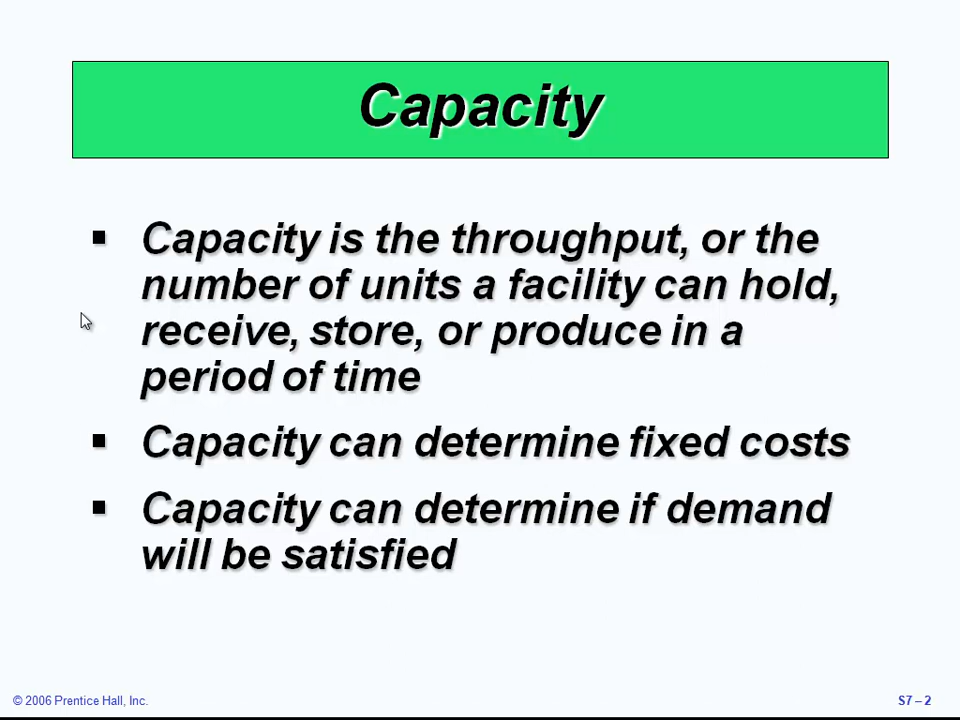 Capacity
▪ Capacity is the throughput, or the
number of units a facility can hold,
receive, store, or produce in a
period of time
▪ Capacity can determine fixed costs
▪ Capacity can determine if demand
will be satisfied
© 2006 Prentice Hall, Inc.
S7 – 2